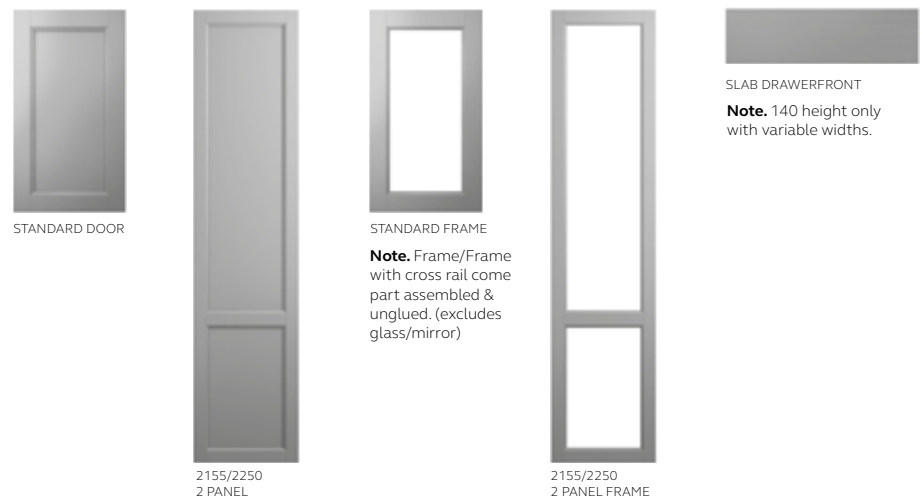 STANDARD DOOR
2155/2250
2 PANEL
STANDARD FRAME
Note. Frame/Frame
with cross rail come
part assembled &
unglued. (excludes
glass/mirror)
2155/2250
2 PANEL FRAME
SLAB DRAWERFRONT
Note. 140 height only
with variable widths.